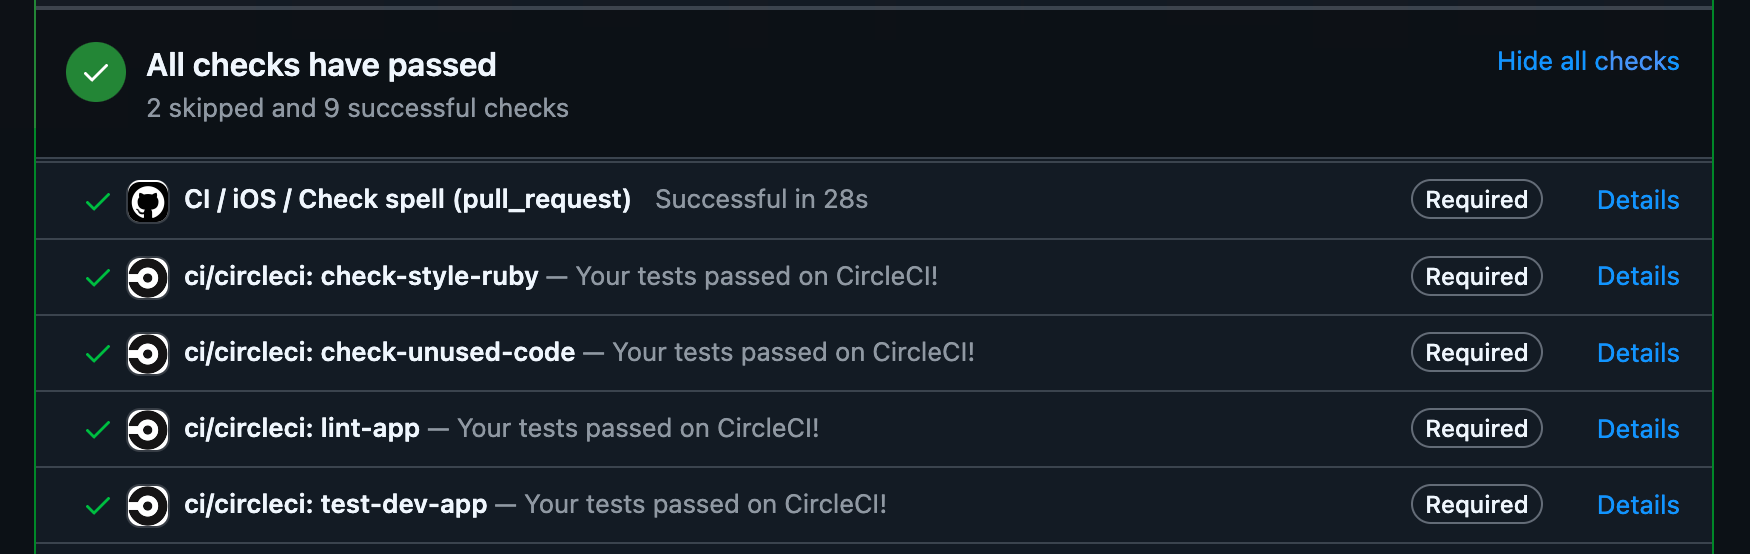 All checks have passed
Hide all checks
2 skipped and 9 successful checks
CI / iOS / Check spell (pull_request) Successful in 28s Required Details
ci/circleci: check-style-ruby — Your tests passed on CircleCI! Required Details
ci/circleci: check-unused-code — Your tests passed on CircleCI! Required Details
ci/circleci: lint-app — Your tests passed on CircleCI! Required Details
ci/circleci: test-dev-app — Your tests passed on CircleCI! Required Details